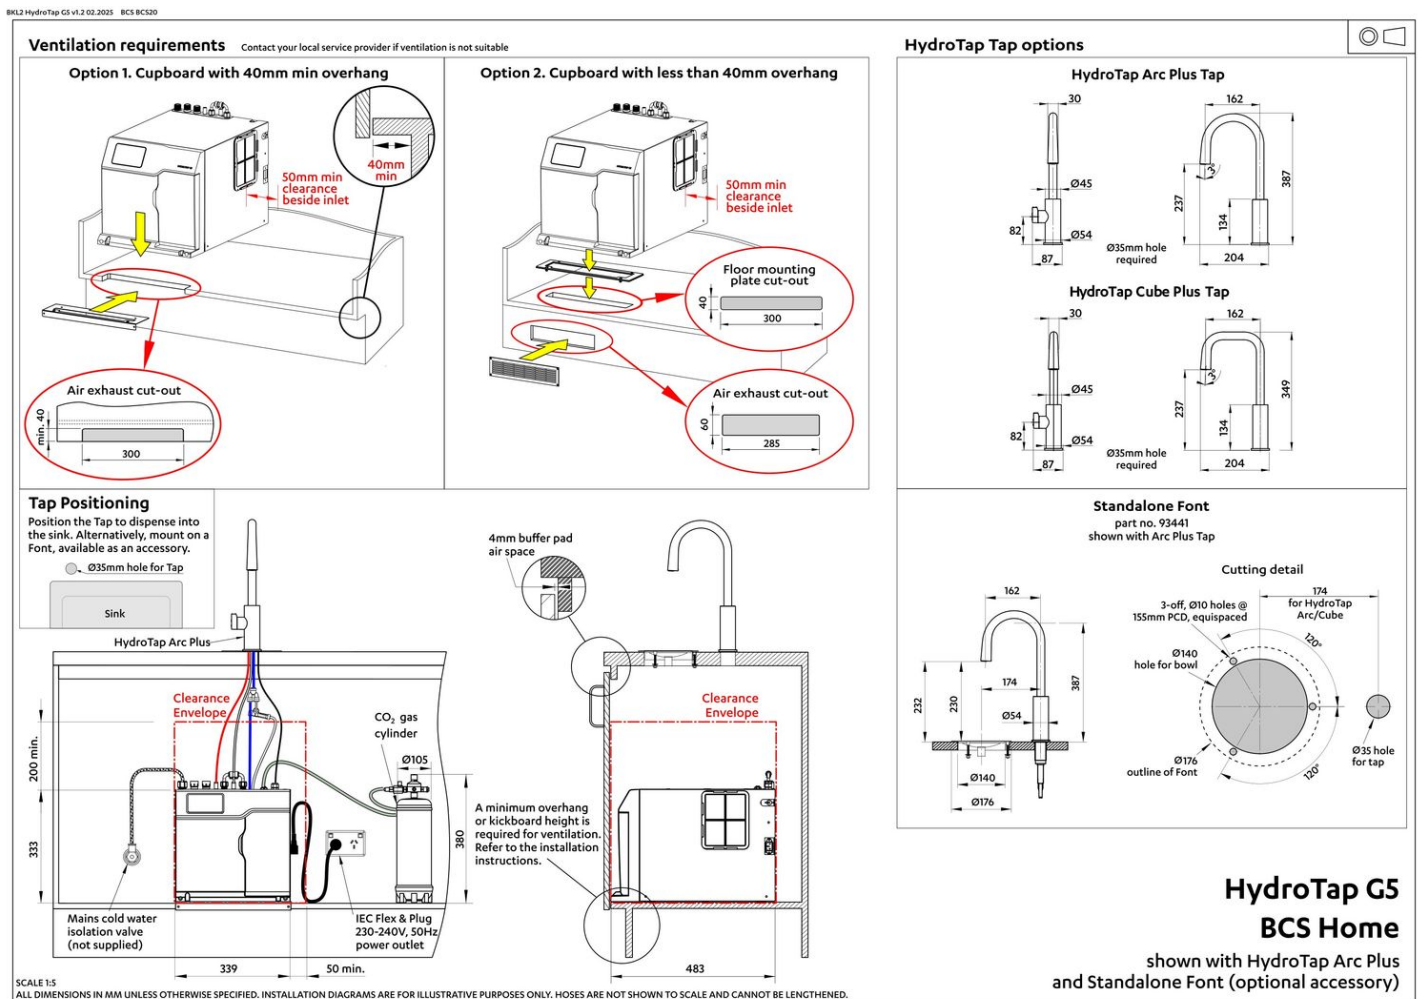 BKL2 HydroTap G5 v1.2 02.2025 BCS BCS20
Ventilation requirements Contact your local service provider if ventilation is not suitable
Option 1. Cupboard with 40mm min overhang
40mm
min
50mm min
clearance
beside inlet
Air exhaust cut-out
min. 40
300
Option 2. Cupboard with less than 40mm overhang
50mm min
clearance
beside inlet
Floor mounting
plate cut-out
40
300
Air exhaust cut-out
60
285
HydroTap Tap options
HydroTap Arc Plus Tap
30
162
Ø45
3°
387
237
134
82
Ø54
Ø35mm hole
required
87
204
HydroTap Cube Plus Tap
30
162
Ø45
3°
349
237
134
82
Ø54
Ø35mm hole
required
87
204
Tap Positioning
Position the Tap to dispense into
the sink. Alternatively, mount on a
Font, available as an accessory.
Ø35mm hole for Tap
Sink
HydroTap Arc Plus
Clearance
Envelope
CO₂ gas
cylinder
Ø105
200 min.
333
380
Mains cold water
isolation valve
(not supplied)
IEC Flex & Plug
230-240V, 50Hz
power outlet
339
50 min.
4mm buffer pad
air space
Clearance
Envelope
A minimum overhang
or kickboard height is
required for ventilation.
Refer to the installation
instructions.
483
Standalone Font
part no. 93441
shown with Arc Plus Tap
162
174
387
232
230
Ø54
Ø140
Ø176
Cutting detail
174
for HydroTap
Arc/Cube
3-off, Ø10 holes @
155mm PCD, equispaced
120°
Ø140
hole for bowl
Ø176
outline of Font
120°
Ø35 hole
for tap
HydroTap G5
BCS Home
shown with HydroTap Arc Plus
and Standalone Font (optional accessory)
SCALE 1:5
ALL DIMENSIONS IN MM UNLESS OTHERWISE SPECIFIED. INSTALLATION DIAGRAMS ARE FOR ILLUSTRATIVE PURPOSES ONLY. HOSES ARE NOT SHOWN TO SCALE AND CANNOT BE LENGTHENED.